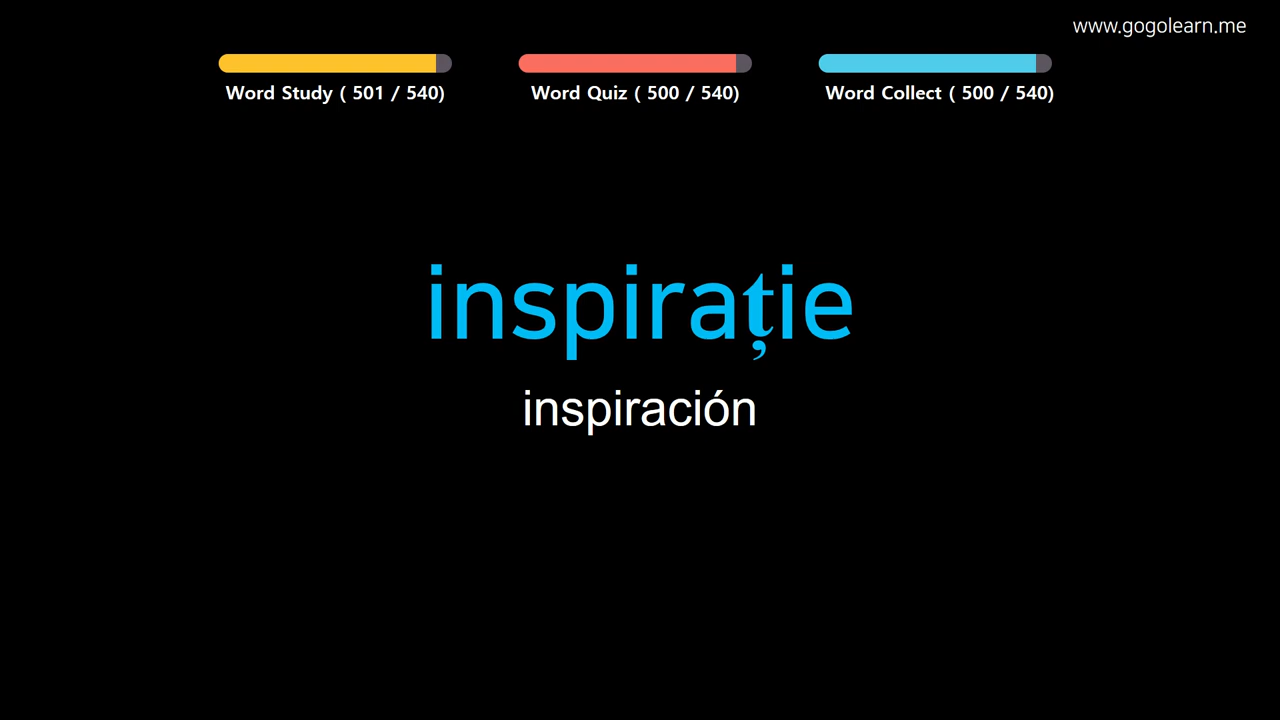 www.gogolearn.me
Word Study ( 501 / 540)
Word Quiz ( 500 / 540)
Word Collect ( 500 / 540)
inspirație
inspiración